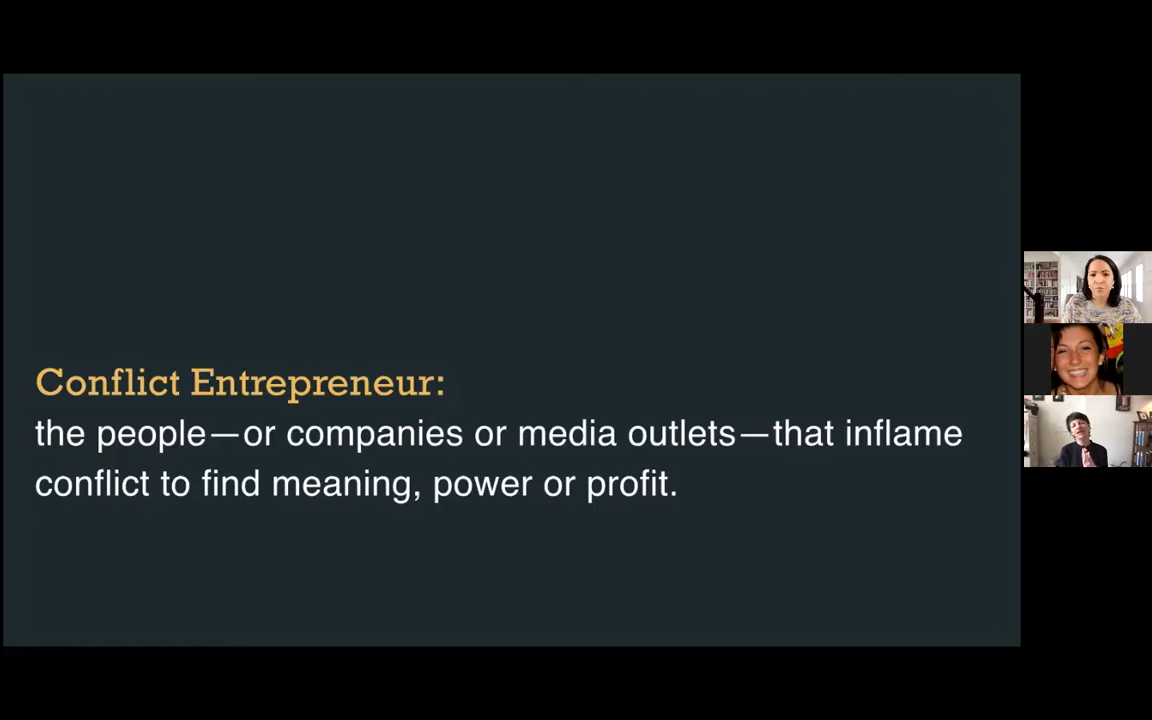 Conflict Entrepreneur:
the people—or companies or media outlets—that inflame
conflict to find meaning, power or profit.